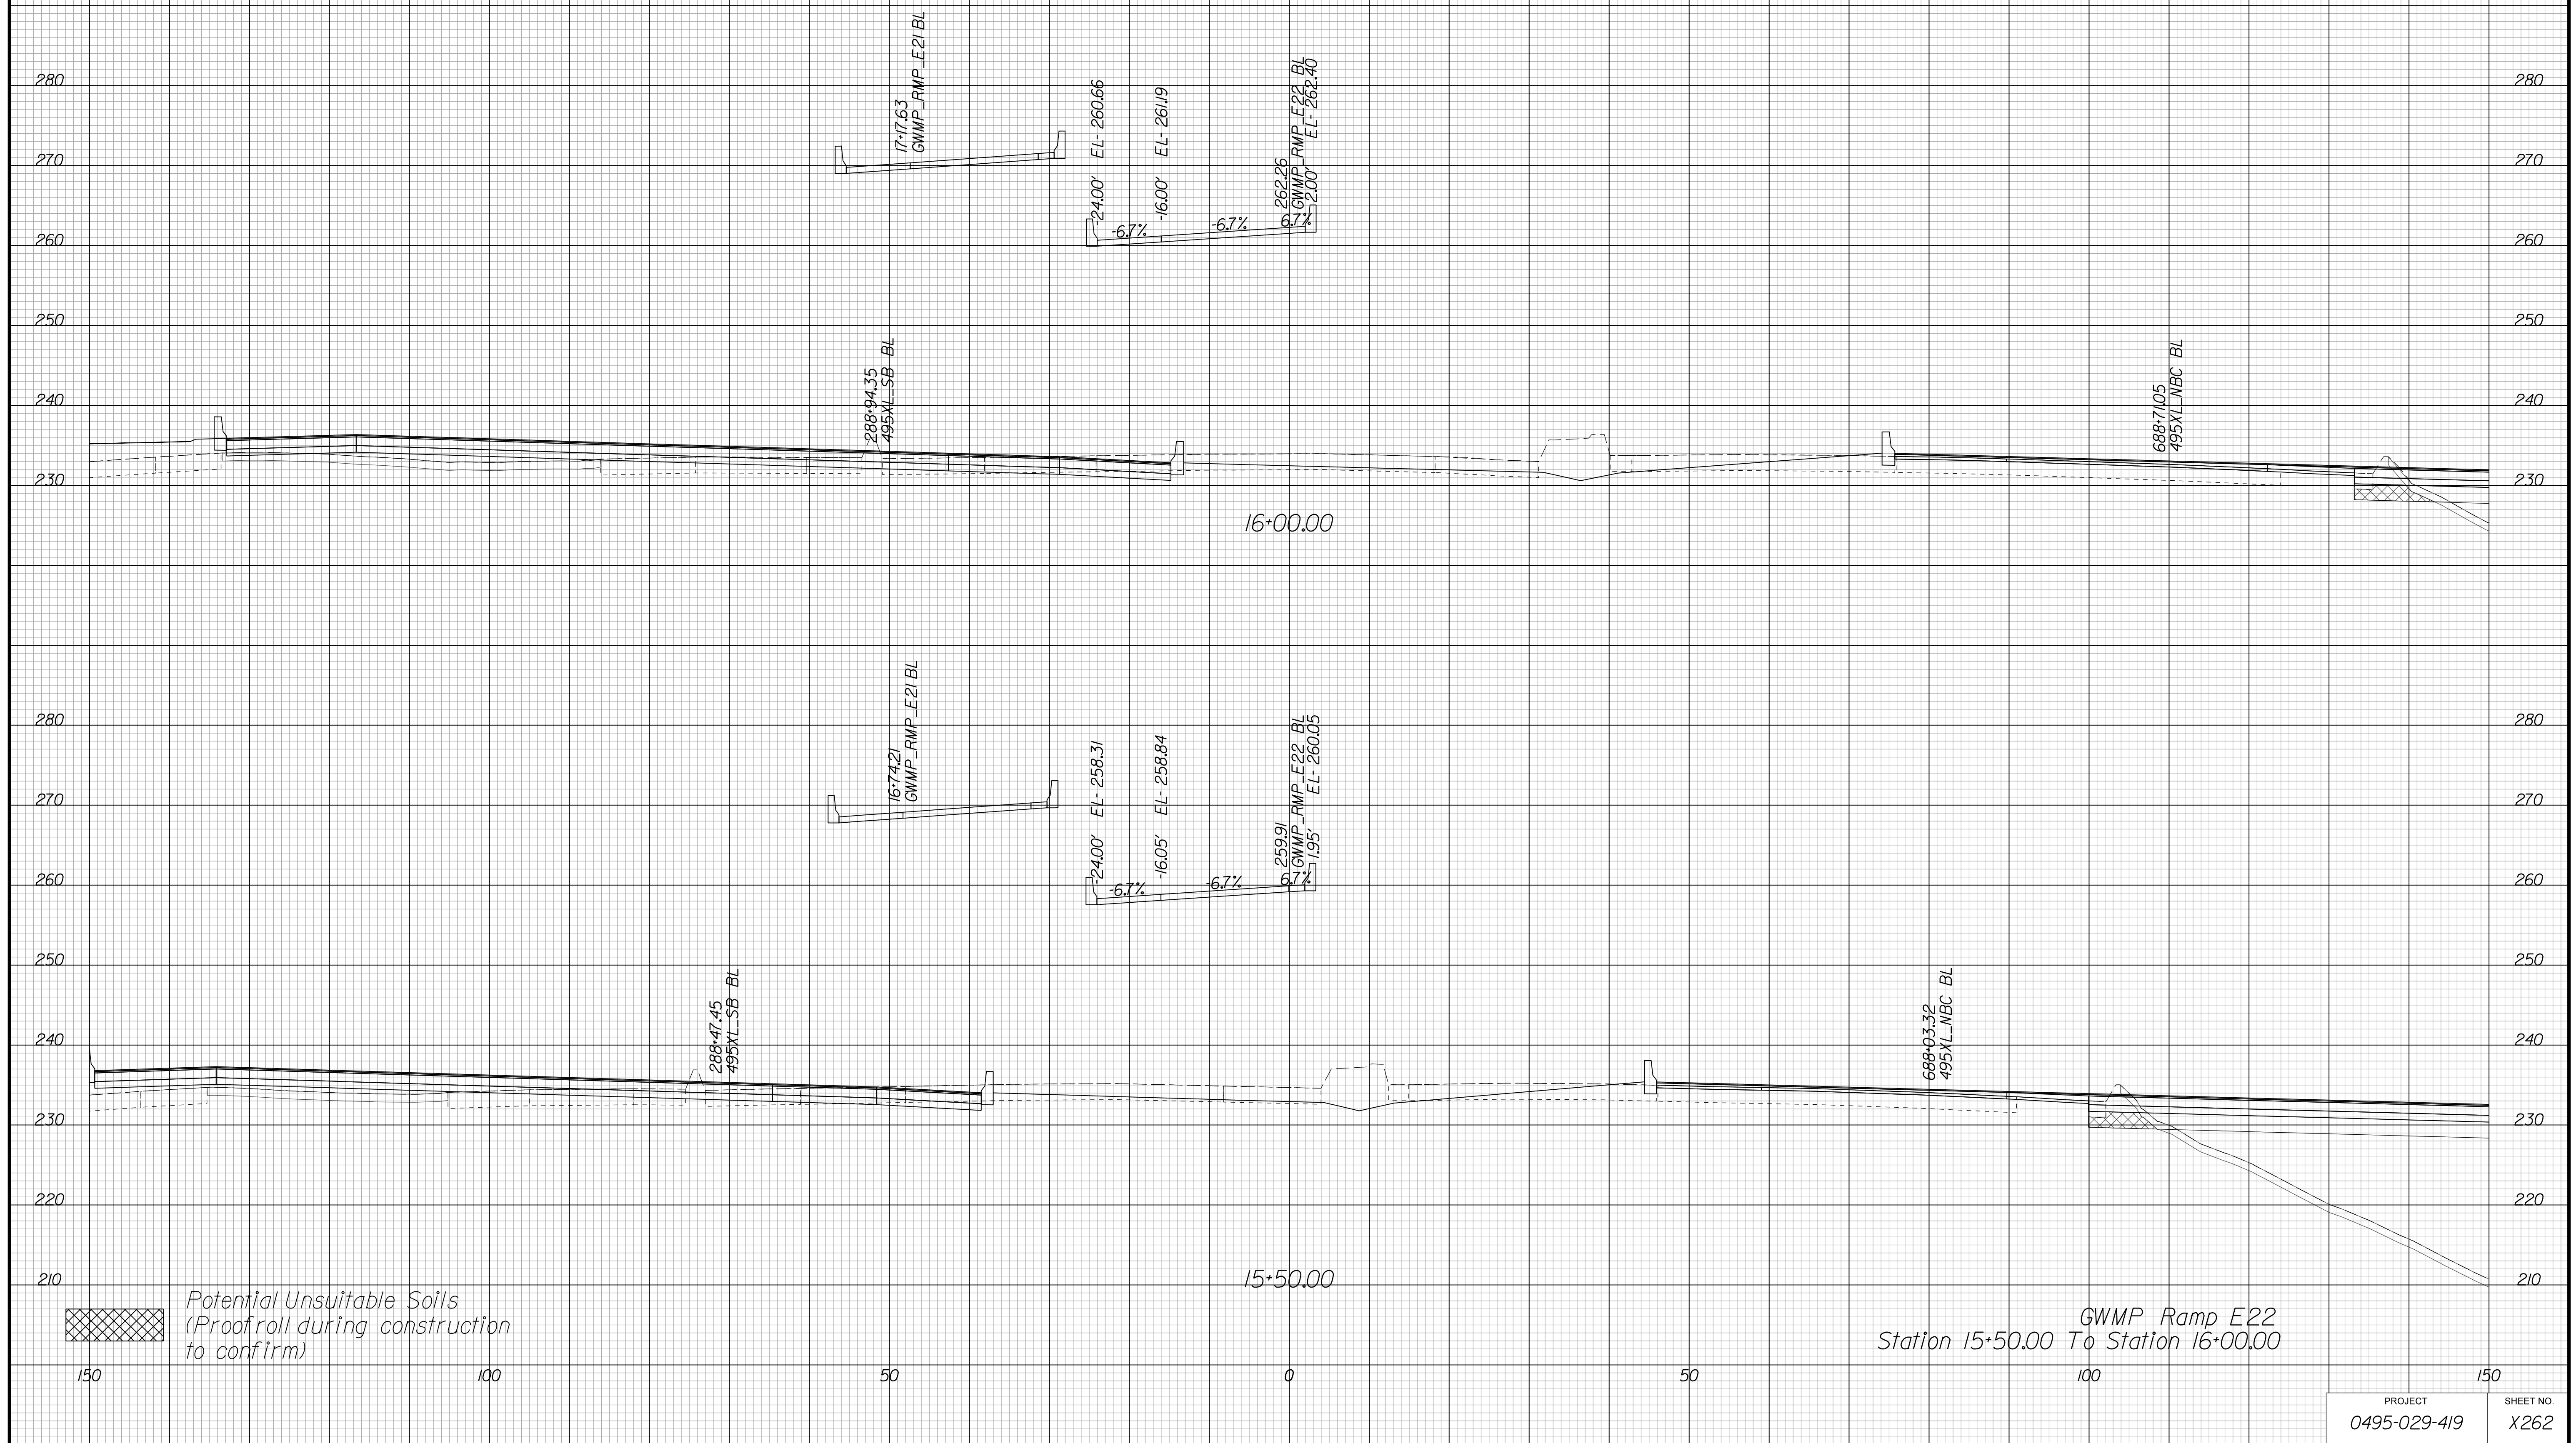 17+17.63
GWMP_RMP_E21 BL
280
280
-24.00' EL- 260.66
-16.00' EL- 261.19
262.26
GWMP_RMP_E22 BL
2.00' EL- 262.40
270
270
-6.7%
-6.7%
6.7%
260
260
250
250
288+94.35
495XL_SB BL
688+71.05
495XL_NBC BL
240
240
230
230
16+00.00
16+74.21
GWMP_RMP_E21 BL
280
280
-24.00' EL- 258.31
-16.05' EL- 258.84
259.91
GWMP_RMP_E22 BL
1.95' EL- 260.05
270
270
-6.7%
-6.7%
6.7%
260
260
250
250
288+47.45
495XL_SB BL
688+03.32
495XL_NBC BL
240
240
230
230
220
220
210
15+50.00
210
Potential Unsuitable Soils
(Proofroll during construction
to confirm)
GWMP Ramp E22
Station 15+50.00 To Station 16+00.00
150
100
50
0
50
100
150
PROJECT
0495-029-419
SHEET NO.
X262